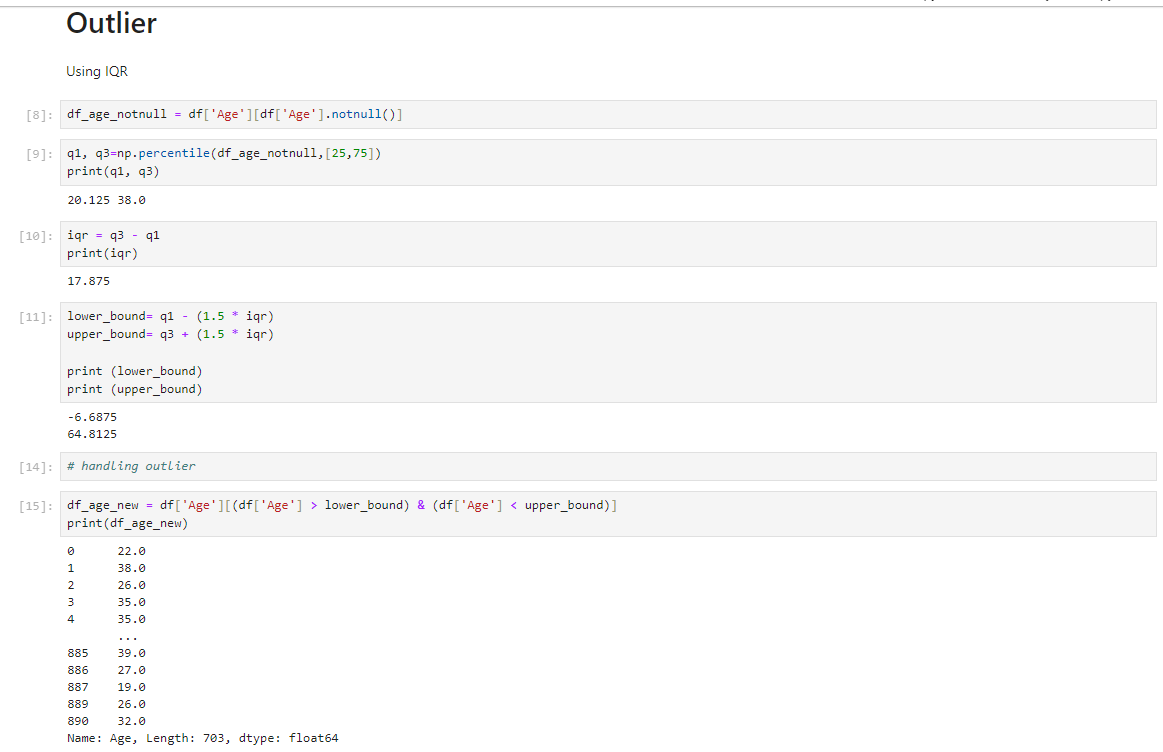 Outlier
Using IQR
[8]: df_age_notnull = df['Age'][df['Age'].notnull()]
[9]: q1, q3=np.percentile(df_age_notnull,[25,75])
print(q1, q3)
20.125 38.0
[10]: iqr = q3 - q1
print(iqr)
17.875
[11]: lower_bound= q1 - (1.5 * iqr)
upper_bound= q3 + (1.5 * iqr)
print (lower_bound)
print (upper_bound)
-6.6875
64.8125
[14]: # handling outlier
[15]: df_age_new = df['Age'][(df['Age'] > lower_bound) & (df['Age'] < upper_bound)]
print(df_age_new)
0 22.0
1 38.0
2 26.0
3 35.0
4 35.0
...
885 39.0
886 27.0
887 19.0
889 26.0
890 32.0
Name: Age, Length: 703, dtype: float64